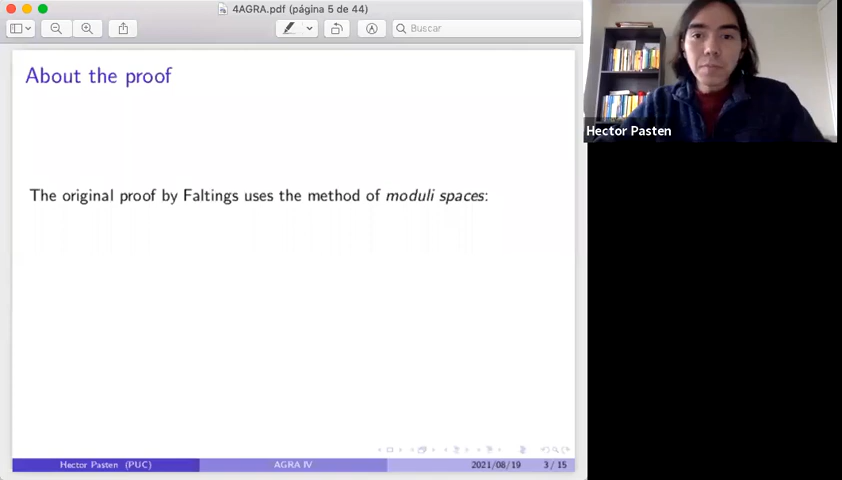 4AGRA.pdf (página 5 de 44)
Buscar
About the proof
The original proof by Faltings uses the method of moduli spaces:
Hector Pasten (PUC)
AGRA IV
2021/08/19
3 / 15
Hector Pasten